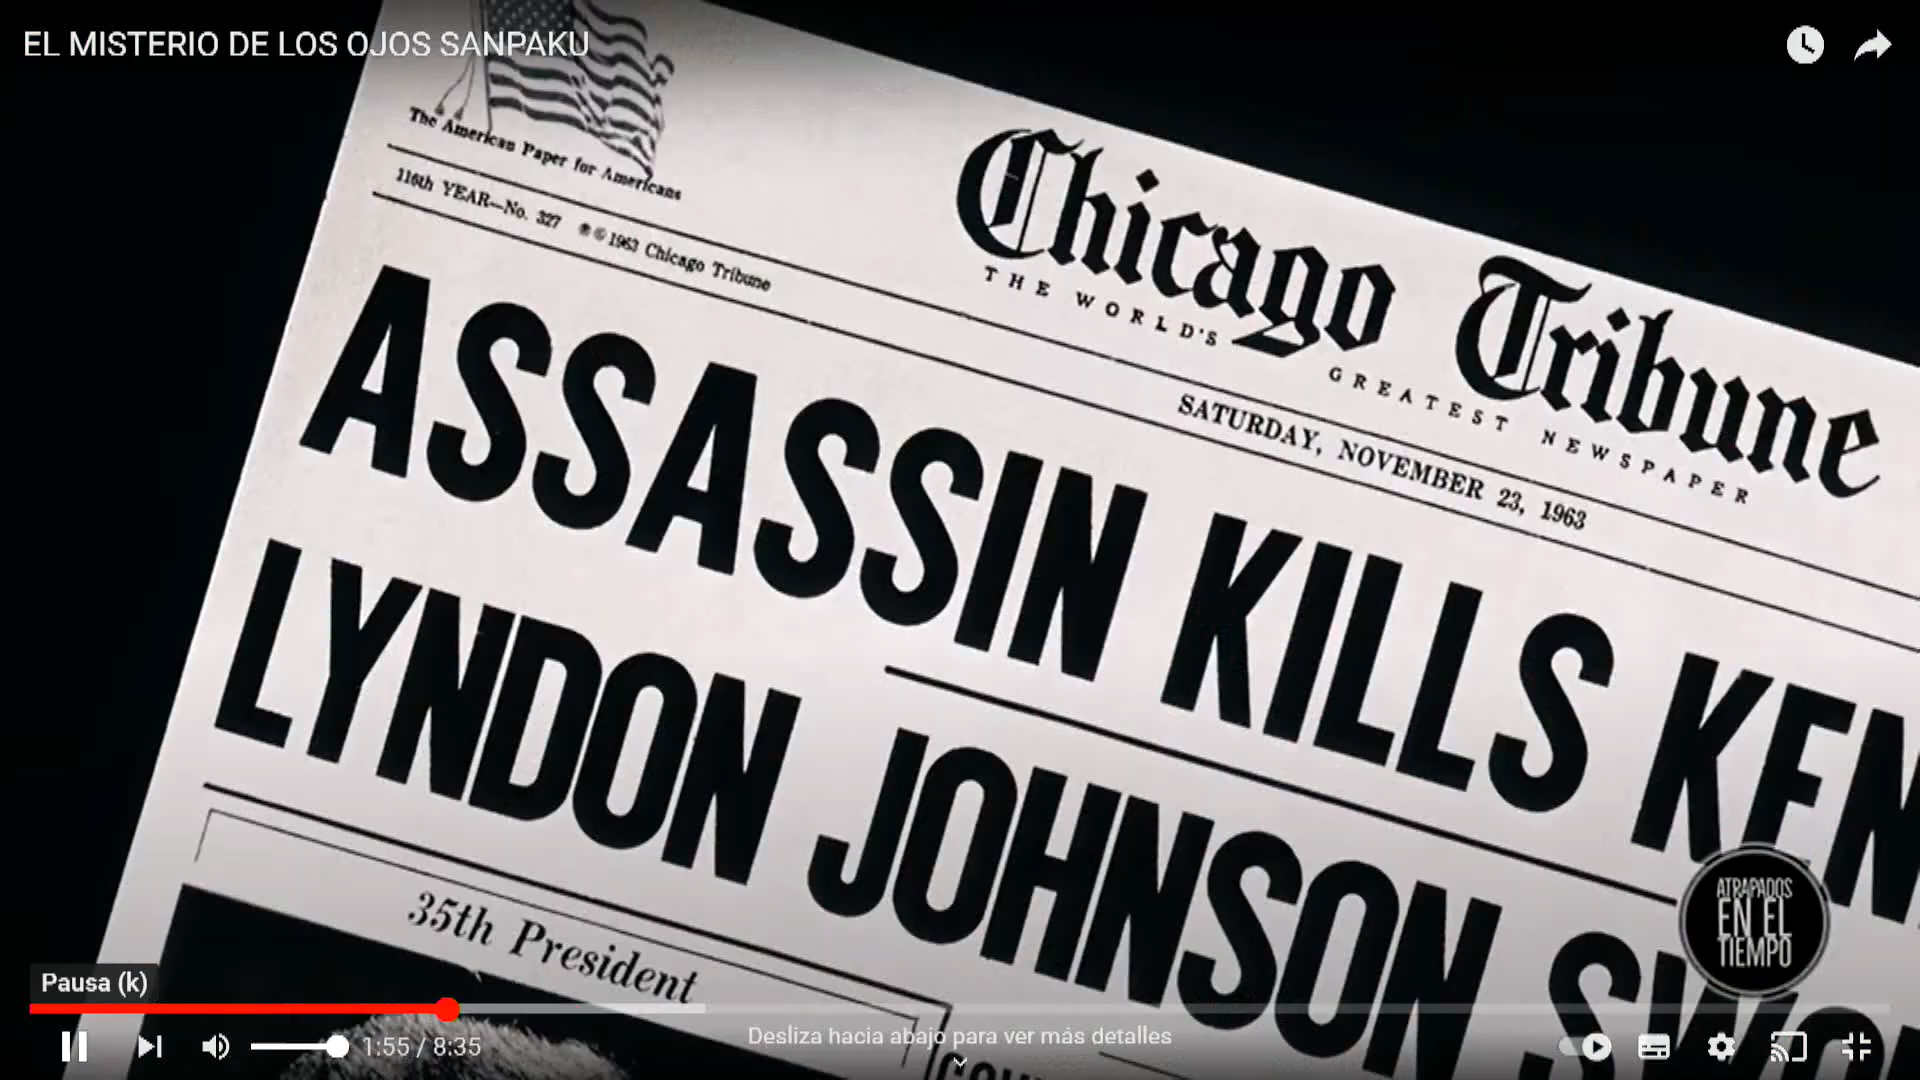 EL MISTERIO DE LOS OJOS SANPAKU
The American Paper for Americans
116th YEAR—No. 327 ®©1963 Chicago Tribune
Chicago Tribune
THE WORLD'S GREATEST NEWSPAPER
SATURDAY, NOVEMBER 23, 1963
ASSASSIN KILLS
LYNDON JOHNSON
35th President
ATRAPADOS
EN EL
TIEMPO
Pausa (k)
1:55 / 8:35
Desliza hacia abajo para ver más detalles